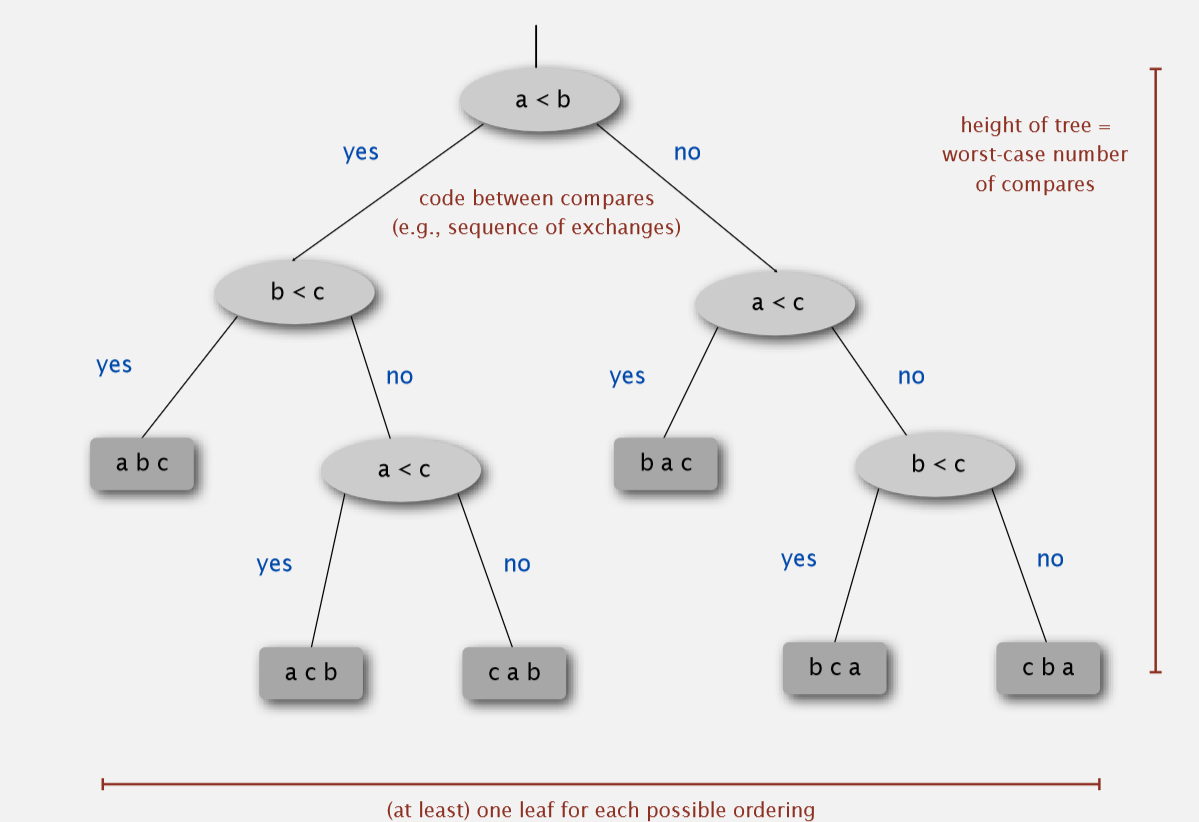 a < b
height of tree =
worst-case number
of compares
yes
no
code between compares
(e.g., sequence of exchanges)
b < c
a < c
yes
no
yes
no
a b c
a < c
b a c
b < c
yes
no
yes
no
a c b
c a b
b c a
c b a
(at least) one leaf for each possible ordering